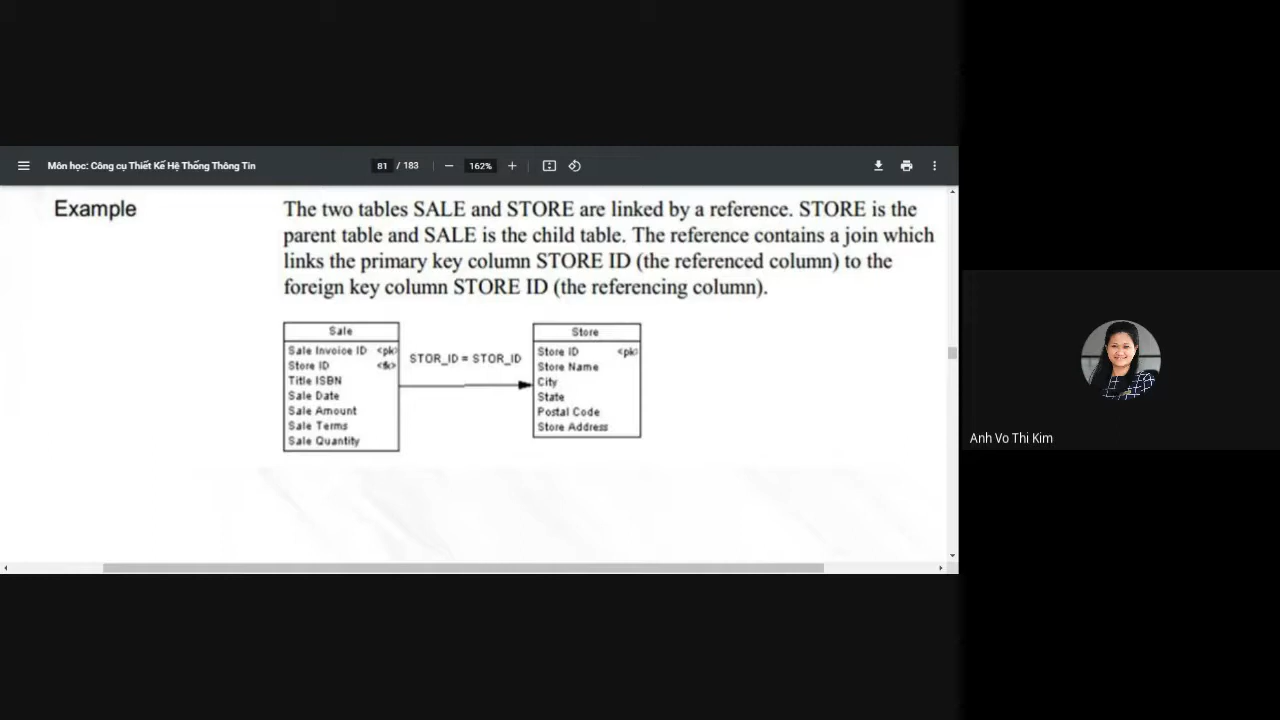 Môn học: Công cụ Thiết Kế Hệ Thống Thông Tin
81 / 183
162%
Example
The two tables SALE and STORE are linked by a reference. STORE is the
parent table and SALE is the child table. The reference contains a join which
links the primary key column STORE ID (the referenced column) to the
foreign key column STORE ID (the referencing column).
Sale
Sale Invoice ID <pk>
Store ID <fk>
Title ISBN
Sale Date
Sale Amount
Sale Terms
Sale Quantity
STOR_ID = STOR_ID
Store
Store ID <pk>
Store Name
City
State
Postal Code
Store Address
Anh Vo Thi Kim